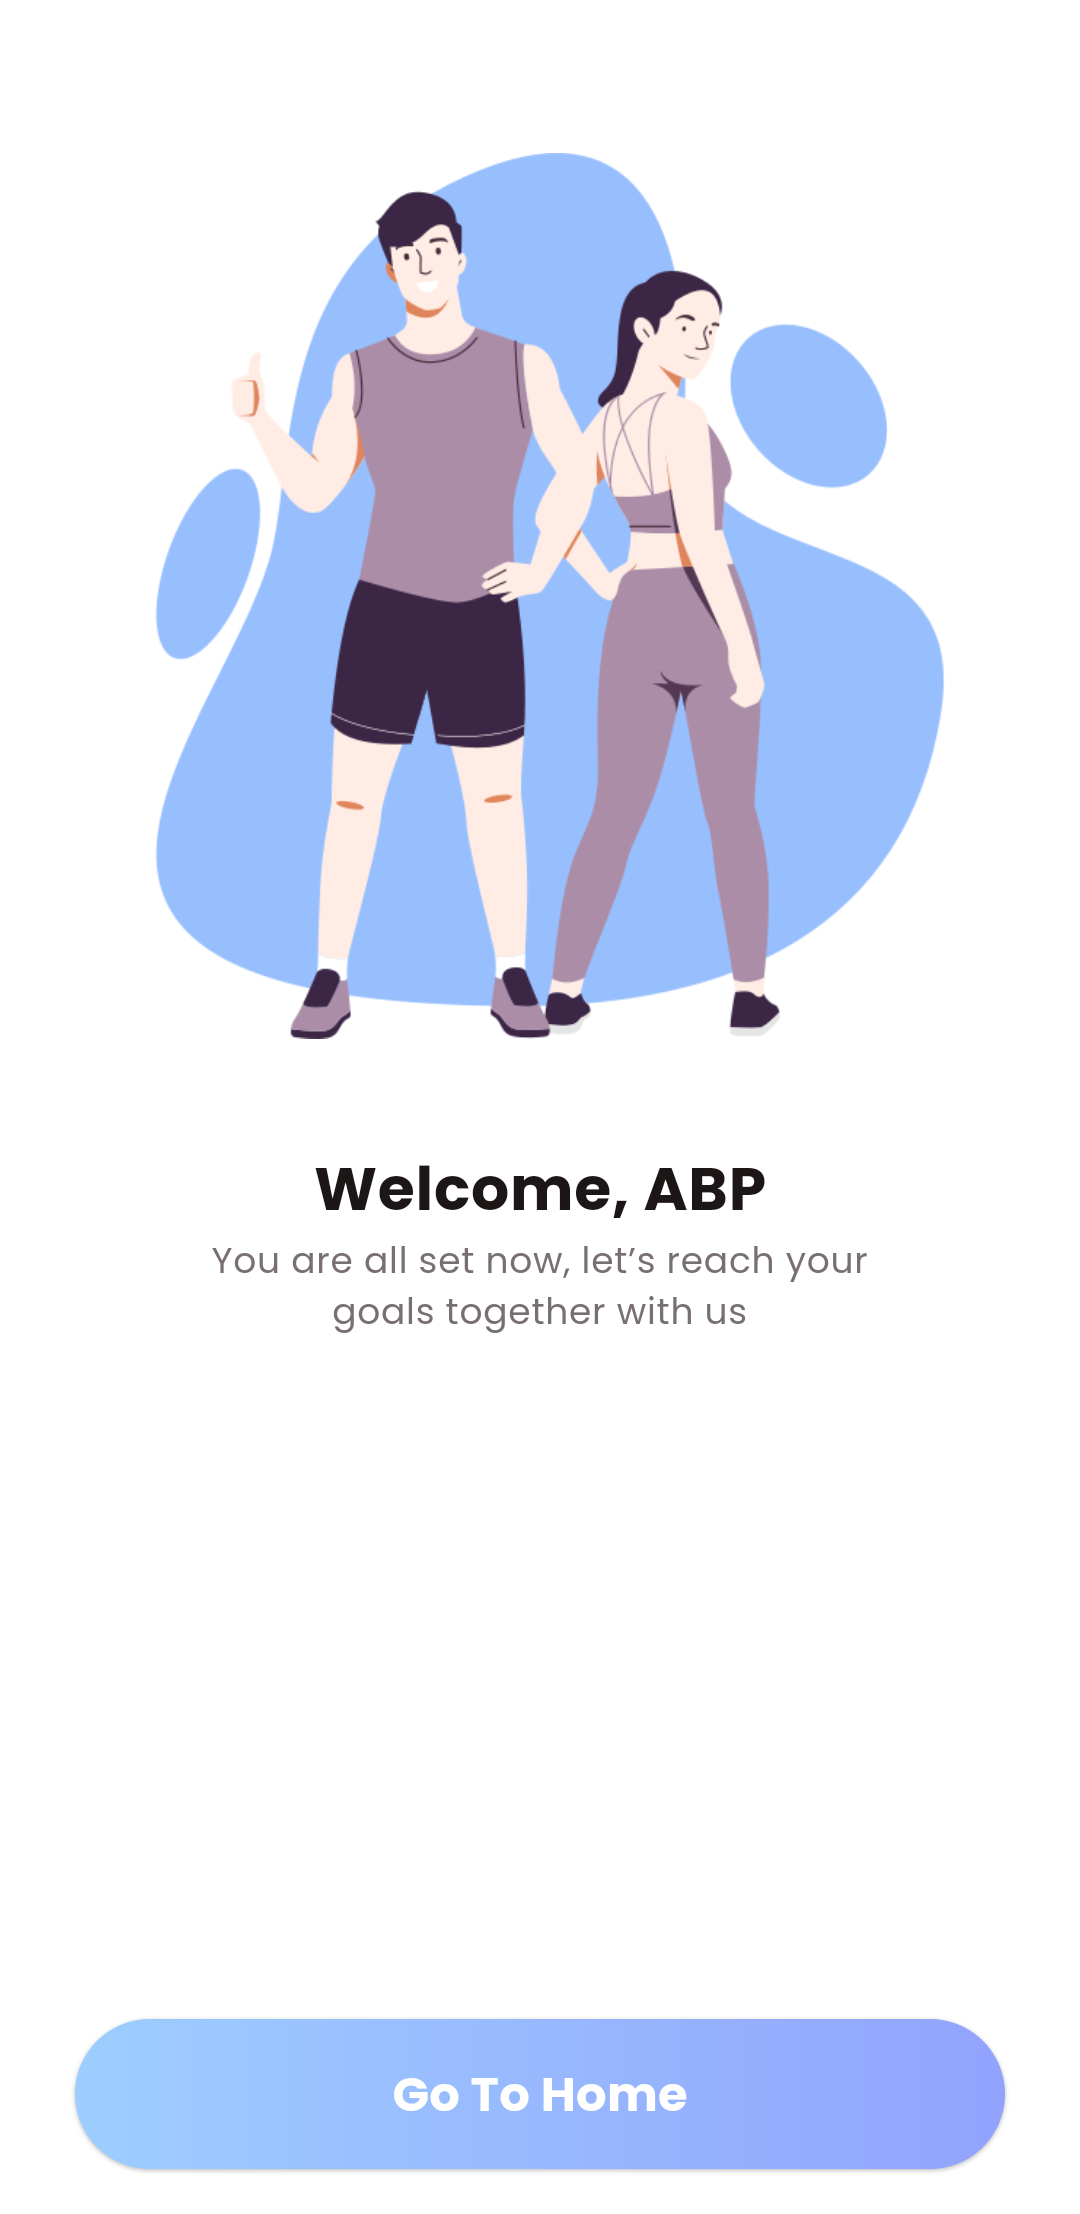 Welcome, ABP
You are all set now, let’s reach your
goals together with us
Go To Home